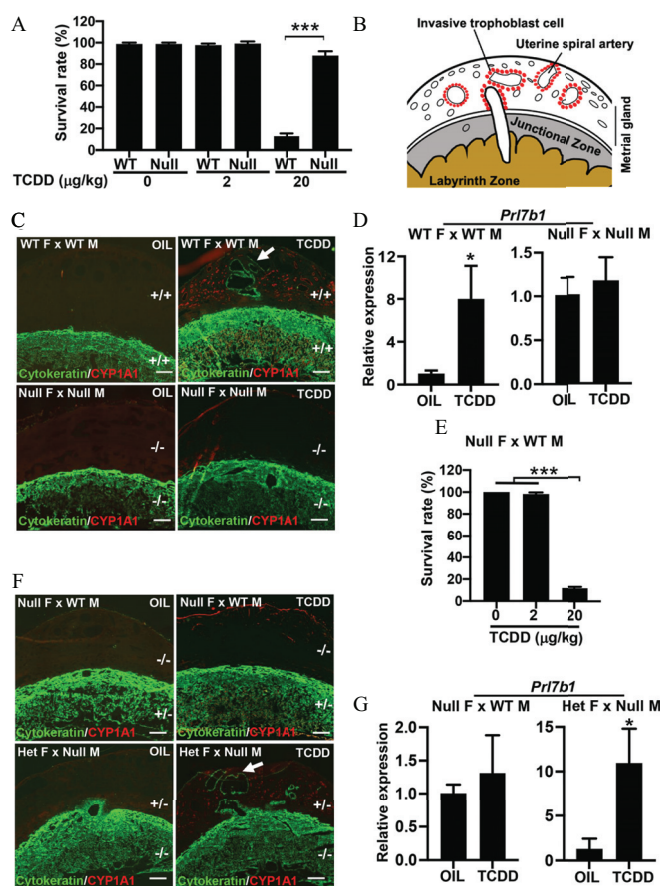 A
Survival rate (%)
100
80
60
40
20
0
***
WT Null WT Null WT Null
TCDD (μg/kg) 0 2 20
B
Invasive trophoblast cell
Uterine spiral artery
Junctional Zone
Labyrinth Zone
Metrial gland
C
WT F x WT M OIL
+/+
+/+
Cytokeratin/CYP1A1
WT F x WT M TCDD
+/+
+/+
Cytokeratin/CYP1A1
Null F x Null M OIL
-/-
-/-
Cytokeratin/CYP1A1
Null F x Null M TCDD
-/-
-/-
Cytokeratin/CYP1A1
D
Prl7b1
WT F x WT M
Null F x Null M
Relative expression
12
8
4
0
*
OIL TCDD
1.5
1.0
0.5
0.0
OIL TCDD
E
Null F x WT M
Survival rate (%)
100
80
60
40
20
0
***
0 2 20
TCDD (μg/kg)
F
Null F x WT M OIL
-/-
+/-
Cytokeratin/CYP1A1
Null F x WT M TCDD
-/-
+/-
Cytokeratin/CYP1A1
Het F x Null M OIL
+/-
-/-
Cytokeratin/CYP1A1
Het F x Null M TCDD
+/-
-/-
Cytokeratin/CYP1A1
G
Prl7b1
Null F x WT M
Het F x Null M
Relative expression
2.0
1.5
1.0
0.5
0.0
OIL TCDD
15
10
5
0
*
OIL TCDD